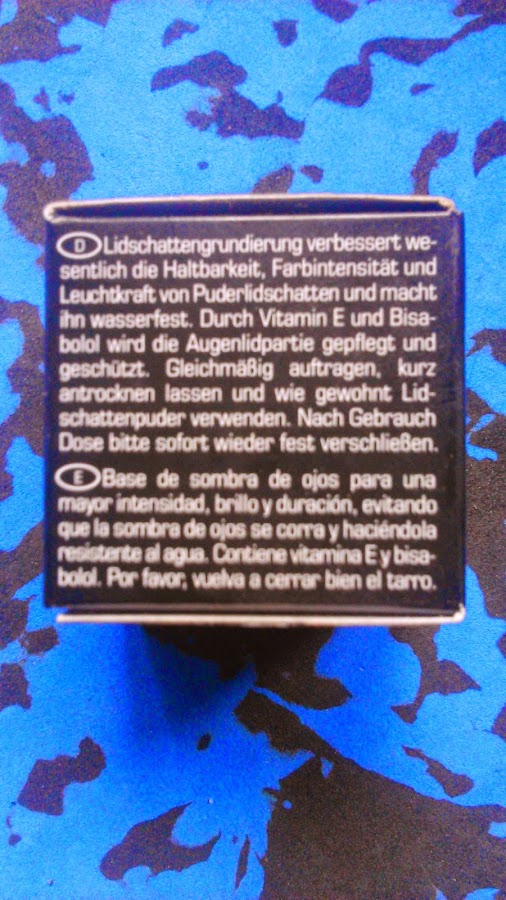 D Lidschattengrundierung verbessert we-
sentlich die Haltbarkeit, Farbintensität und
Leuchtkraft von Puderlidschatten und macht
ihn wasserfest. Durch Vitamin E und Bisa-
bolol wird die Augenlidpartie gepflegt und
geschützt. Gleichmäßig auftragen, kurz
antrocknen lassen und wie gewohnt Lid-
schattenpuder verwenden. Nach Gebrauch
Dose bitte sofort wieder fest verschließen.
E Base de sombra de ojos para una
mayor intensidad, brillo y duración, evitando
que la sombra de ojos se corra y haciéndola
resistente al agua. Contiene vitamina E y bisa-
bolol. Por favor, vuelva a cerrar bien el tarro.